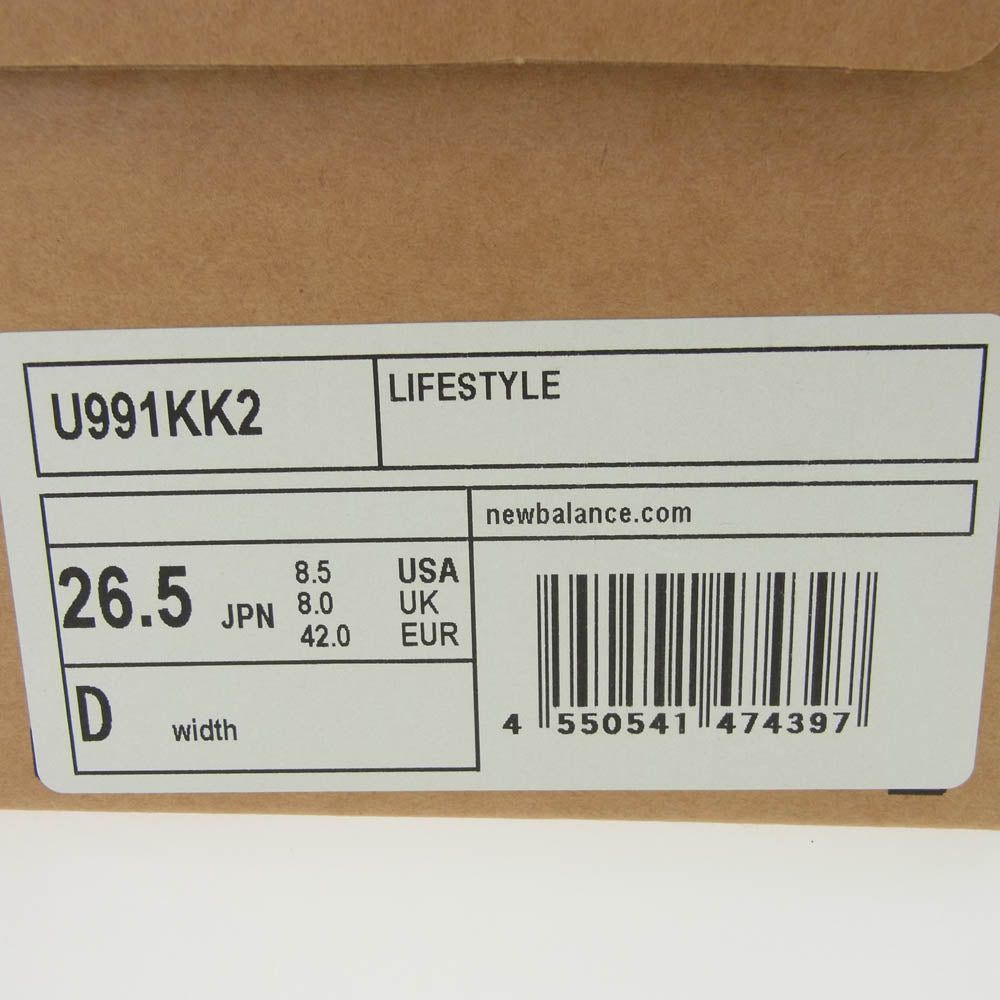 U991KK2
LIFESTYLE
newbalance.com
26.5 JPN
8.5 USA
8.0 UK
42.0 EUR
D width
4 550541 474397